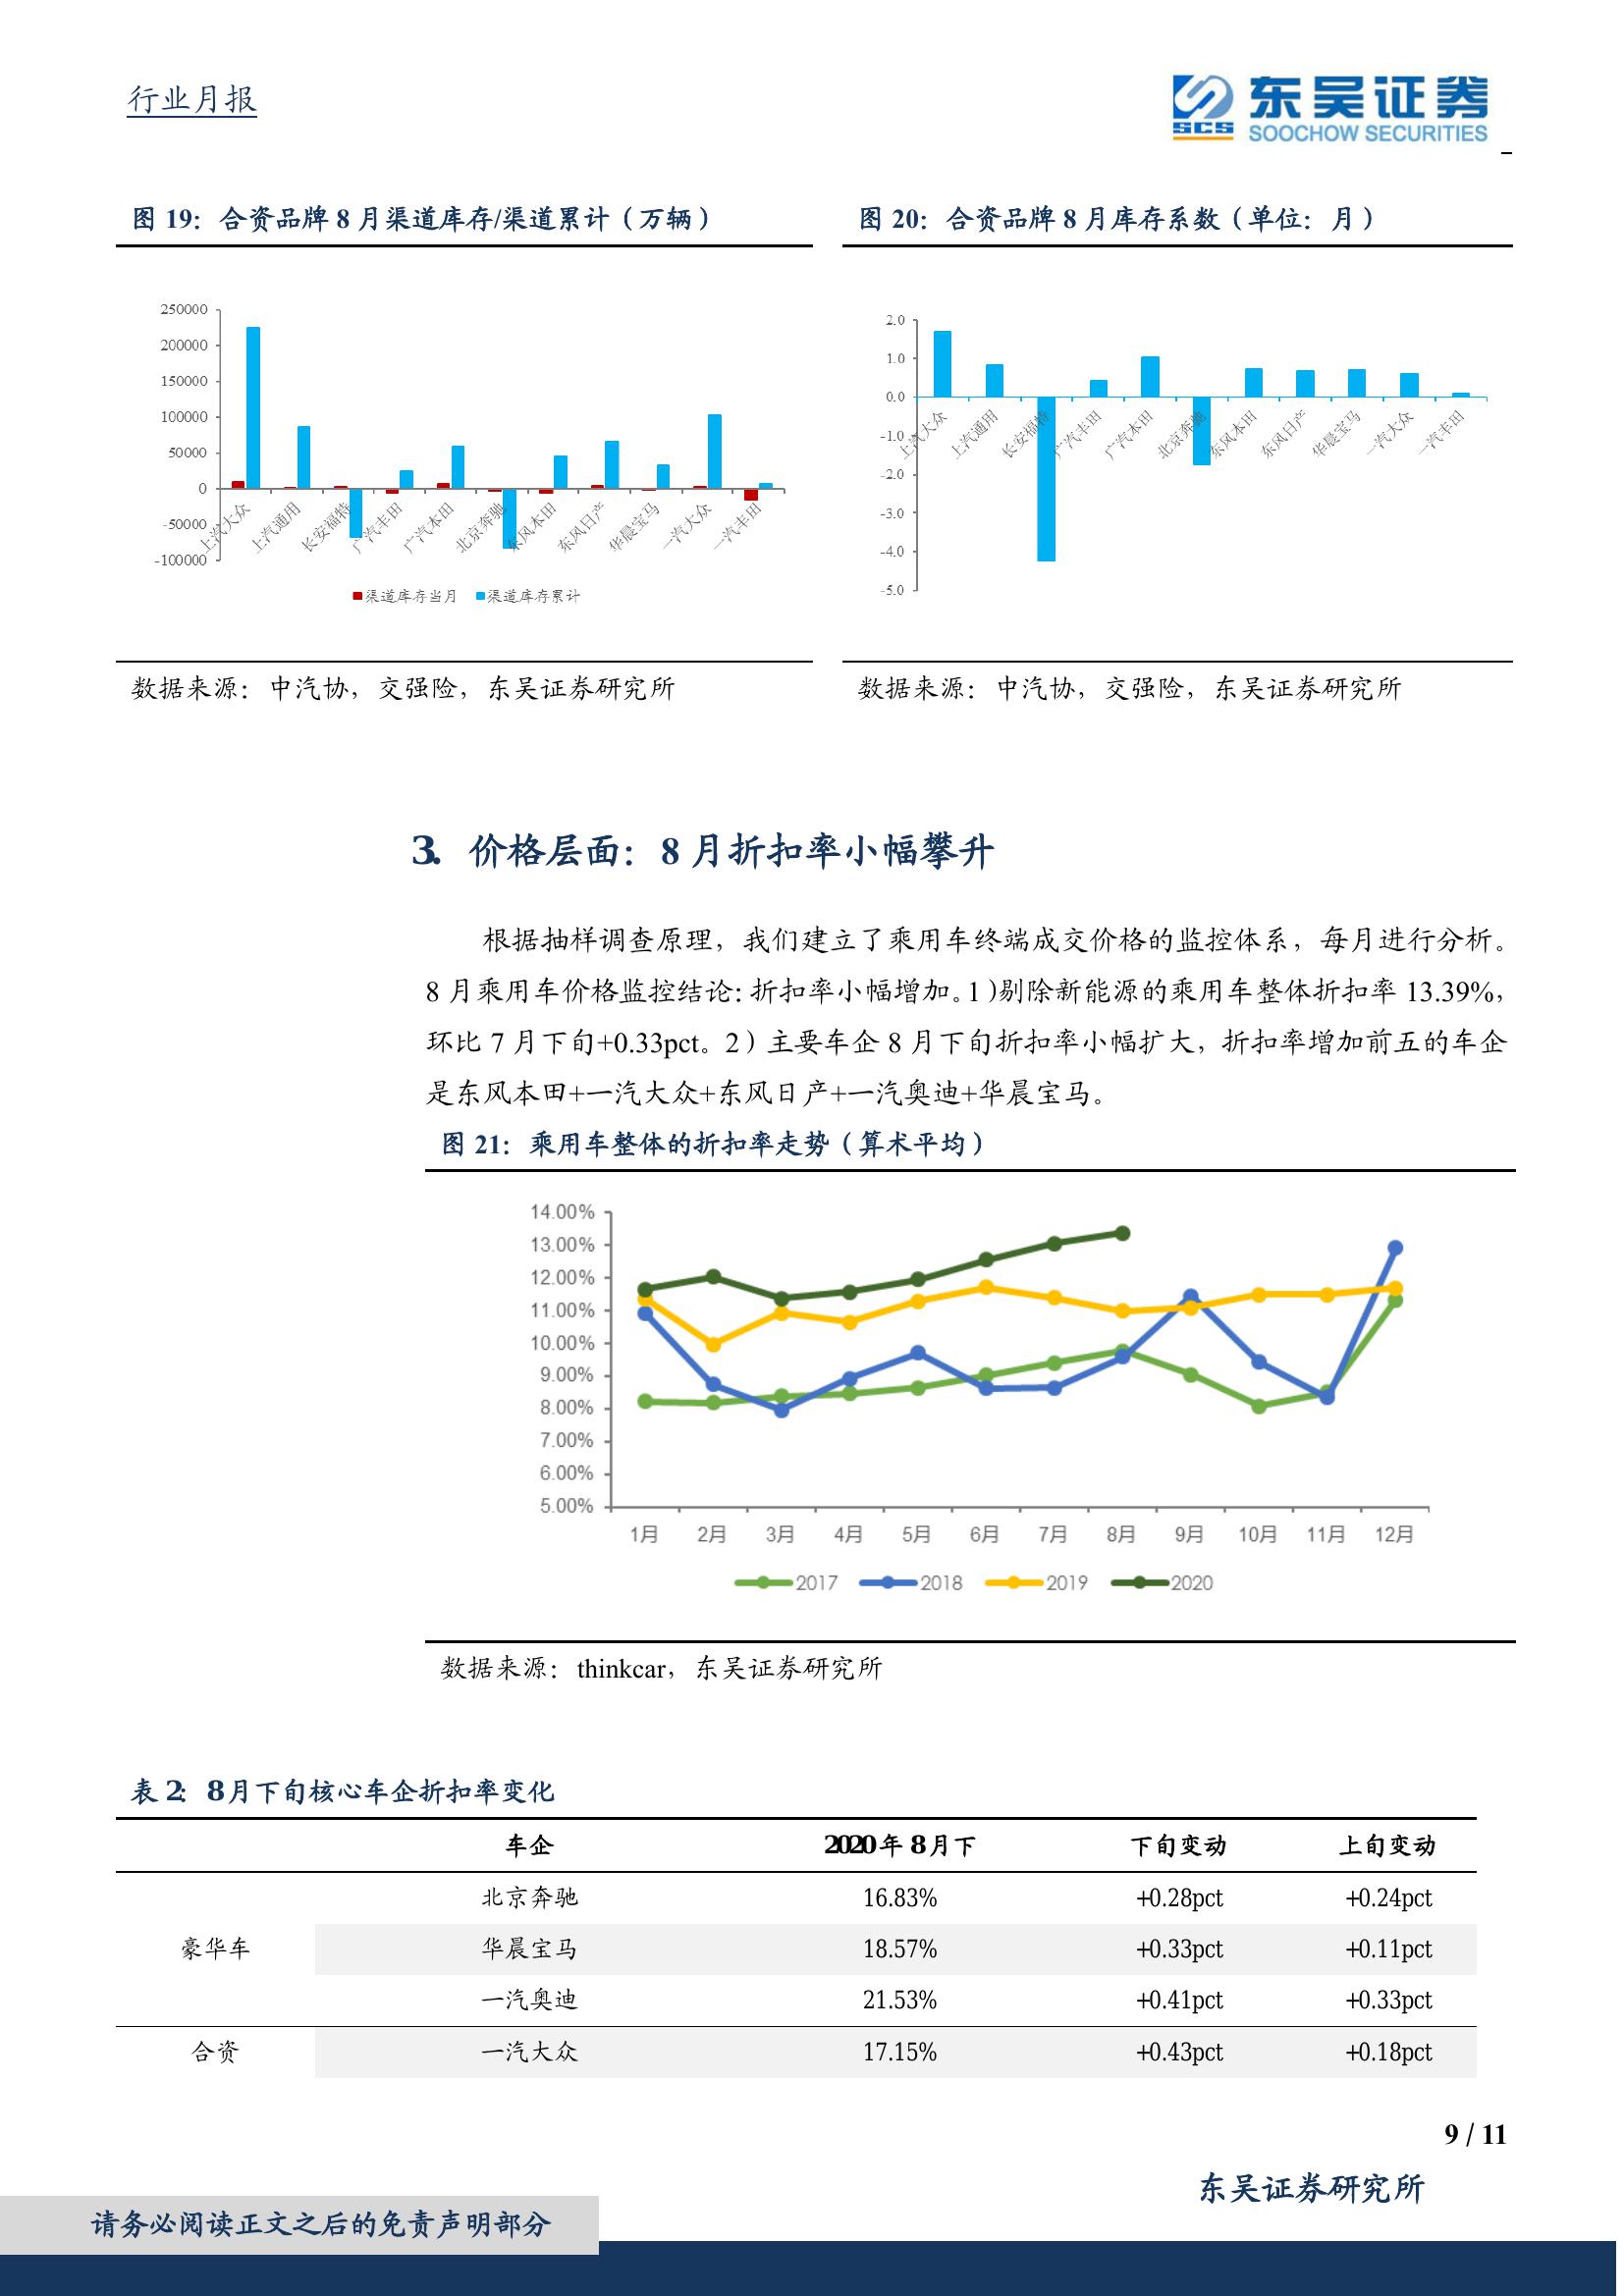 行业月报
东吴证券
SCS
SOOCHOW SECURITIES
图 19：合资品牌 8 月渠道库存/渠道累计（万辆）
250000
200000
150000
100000
50000
0
-50000
-100000
上汽大众
上汽通用
长安福特
广汽丰田
广汽本田
北京奔驰
东风本田
东风日产
华晨宝马
一汽大众
一汽丰田
渠道库存当月 渠道库存累计
数据来源：中汽协，交强险，东吴证券研究所
图 20：合资品牌 8 月库存系数（单位：月）
2.0
1.0
0.0
-1.0
-2.0
-3.0
-4.0
-5.0
上汽大众
上汽通用
长安福特
广汽丰田
广汽本田
北京奔驰
东风本田
东风日产
华晨宝马
一汽大众
一汽丰田
数据来源：中汽协，交强险，东吴证券研究所
3. 价格层面：8 月折扣率小幅攀升
根据抽样调查原理，我们建立了乘用车终端成交价格的监控体系，每月进行分析。
8 月乘用车价格监控结论：折扣率小幅增加。1）剔除新能源的乘用车整体折扣率 13.39%，
环比 7 月下旬+0.33pct。2）主要车企 8 月下旬折扣率小幅扩大，折扣率增加前五的车企
是东风本田+一汽大众+东风日产+一汽奥迪+华晨宝马。
图 21：乘用车整体的折扣率走势（算术平均）
14.00%
13.00%
12.00%
11.00%
10.00%
9.00%
8.00%
7.00%
6.00%
5.00%
1月 2月 3月 4月 5月 6月 7月 8月 9月 10月 11月 12月
2017 2018 2019 2020
数据来源：thinkcar，东吴证券研究所
表 2：8 月下旬核心车企折扣率变化
车企 2020 年 8 月下 下旬变动 上旬变动
北京奔驰 16.83% +0.28pct +0.24pct
豪华车 华晨宝马 18.57% +0.33pct +0.11pct
一汽奥迪 21.53% +0.41pct +0.33pct
合资 一汽大众 17.15% +0.43pct +0.18pct
9 / 11
东吴证券研究所
请务必阅读正文之后的免责声明部分